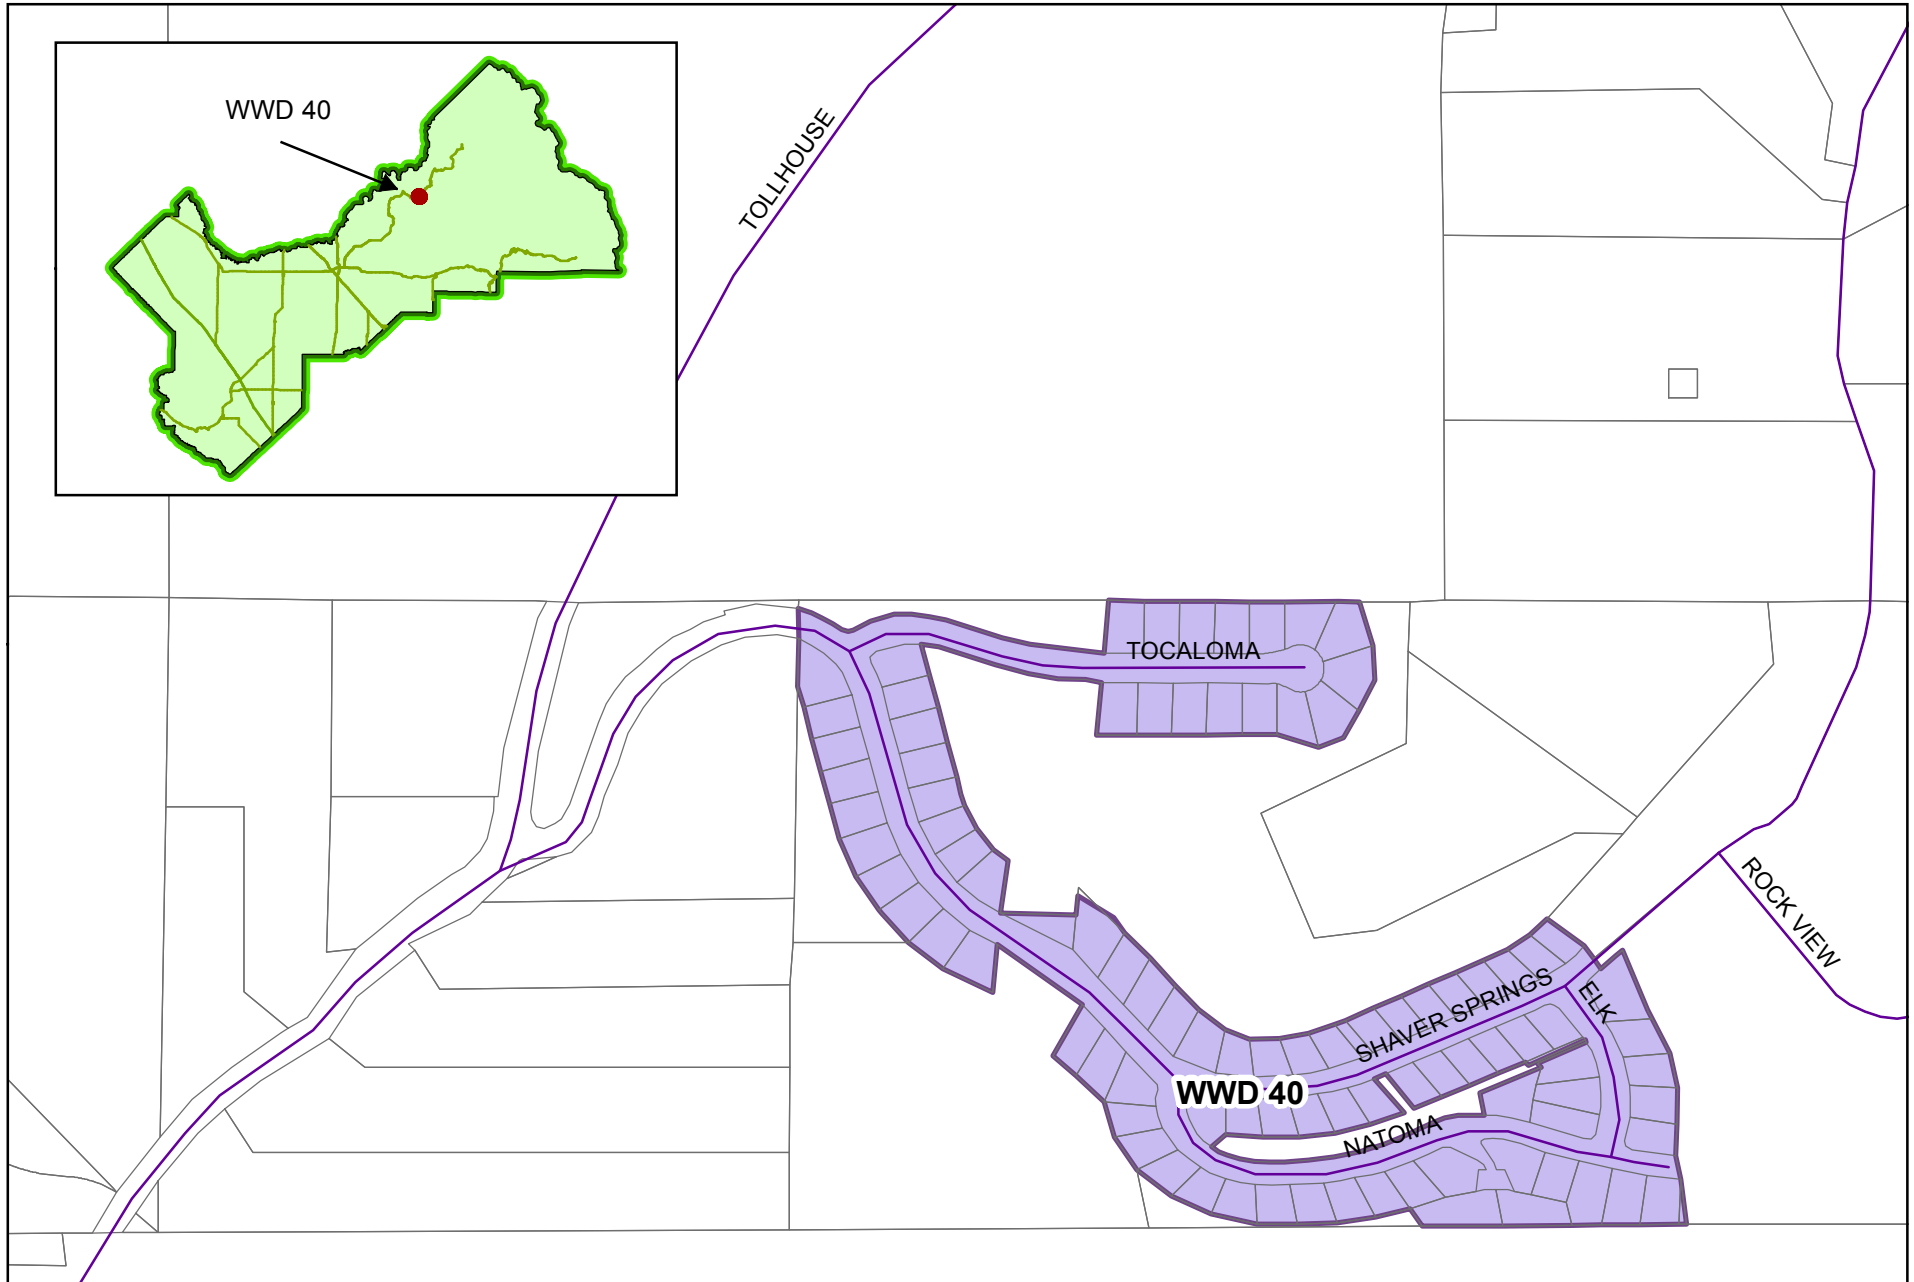 WWD 40
TOLLHOUSE
TOCALOMA
ROCK VIEW
SHAVER SPRINGS
ELK
WWD 40
NATOMA